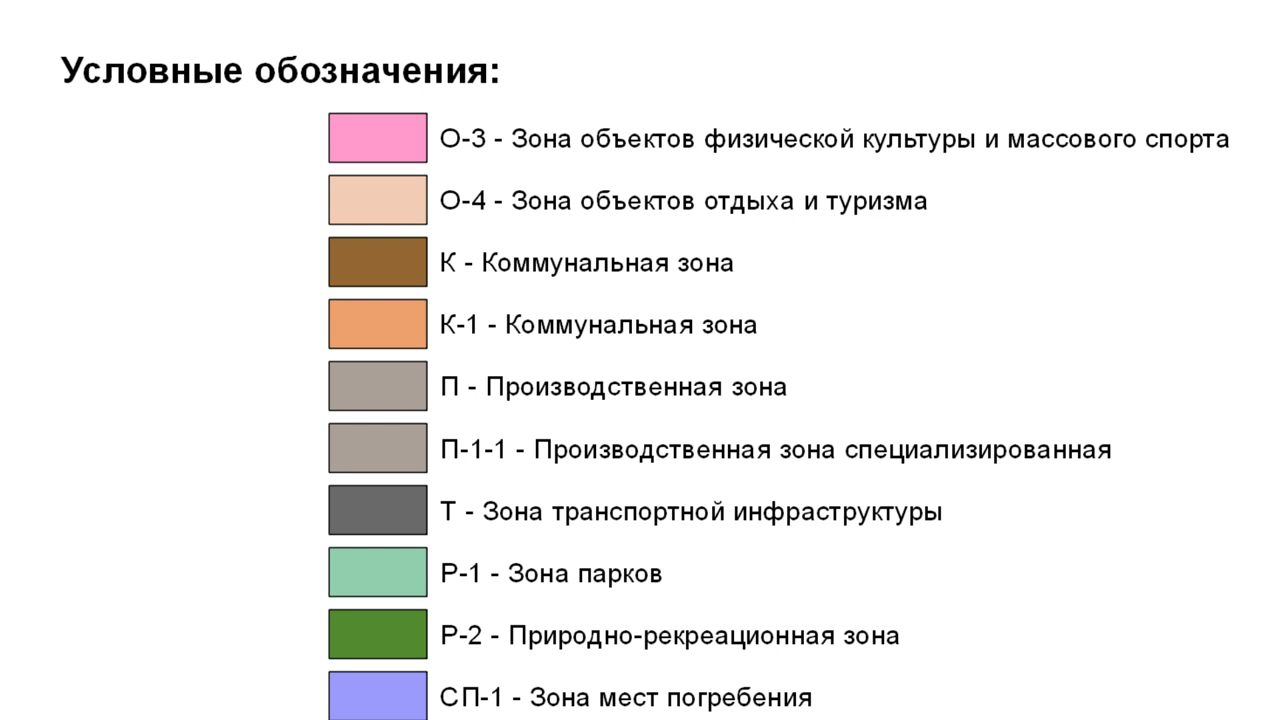 Условные обозначения:
О-3 - Зона объектов физической культуры и массового спорта
О-4 - Зона объектов отдыха и туризма
К - Коммунальная зона
К-1 - Коммунальная зона
П - Производственная зона
П-1-1 - Производственная зона специализированная
Т - Зона транспортной инфраструктуры
Р-1 - Зона парков
Р-2 - Природно-рекреационная зона
СП-1 - Зона мест погребения